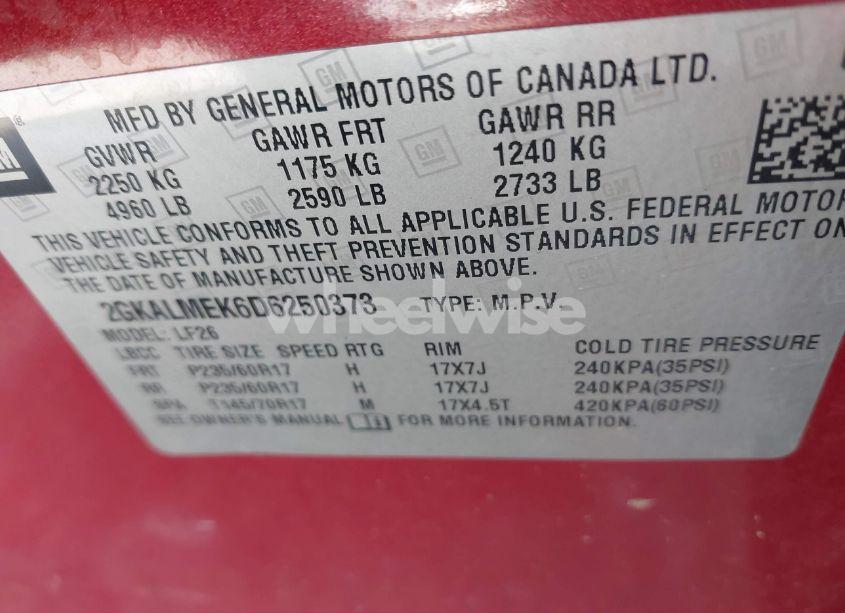 MFD BY GENERAL MOTORS OF CANADA LTD.
GVWR GAWR FRT GAWR RR
2250 KG 1175 KG 1240 KG
4960 LB 2590 LB 2733 LB
THIS VEHICLE CONFORMS TO ALL APPLICABLE U.S. FEDERAL MOTOR
VEHICLE SAFETY AND THEFT PREVENTION STANDARDS IN EFFECT ON
THE DATE OF MANUFACTURE SHOWN ABOVE.
2GKALMEK6D6250373 TYPE: M.P.V.
wheelwise
MODEL: LF26
LBCC TIRE SIZE SPEED RTG RIM COLD TIRE PRESSURE
FRT P235/60R17 H 17X7J 240KPA(35PSI)
RR P235/60R17 H 17X7J 240KPA(35PSI)
SPA T145/70R17 M 17X4.5T 420KPA(60PSI)
SEE OWNER'S MANUAL FOR MORE INFORMATION.